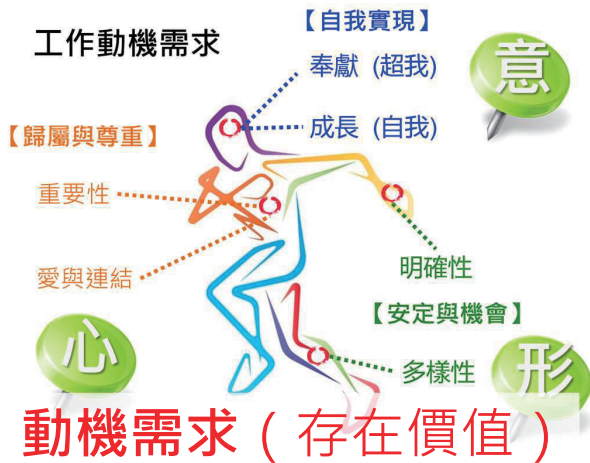 工作動機需求
【自我實現】
奉獻 (超我)
成長 (自我)
意
【歸屬與尊重】
重要性
愛與連結
心
明確性
【安定與機會】
多樣性
形
動機需求（存在價值）